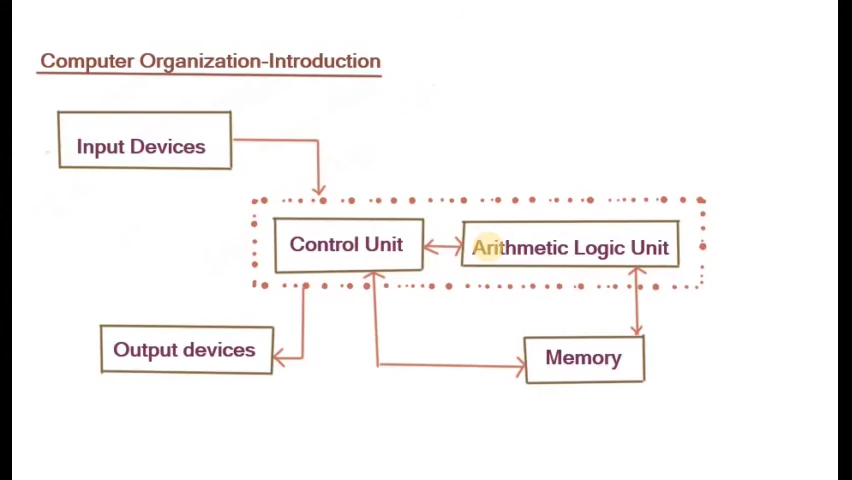 Computer Organization-Introduction
Input Devices
Control Unit
Arithmetic Logic Unit
Output devices
Memory